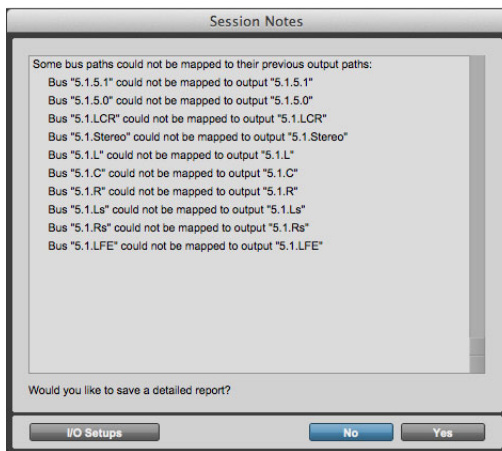 Session Notes
Some bus paths could not be mapped to their previous output paths:
Bus "5.1.5.1" could not be mapped to output "5.1.5.1"
Bus "5.1.5.0" could not be mapped to output "5.1.5.0"
Bus "5.1.LCR" could not be mapped to output "5.1.LCR"
Bus "5.1.Stereo" could not be mapped to output "5.1.Stereo"
Bus "5.1.L" could not be mapped to output "5.1.L"
Bus "5.1.C" could not be mapped to output "5.1.C"
Bus "5.1.R" could not be mapped to output "5.1.R"
Bus "5.1.Ls" could not be mapped to output "5.1.Ls"
Bus "5.1.Rs" could not be mapped to output "5.1.Rs"
Bus "5.1.LFE" could not be mapped to output "5.1.LFE"
Would you like to save a detailed report?
I/O Setups
No
Yes